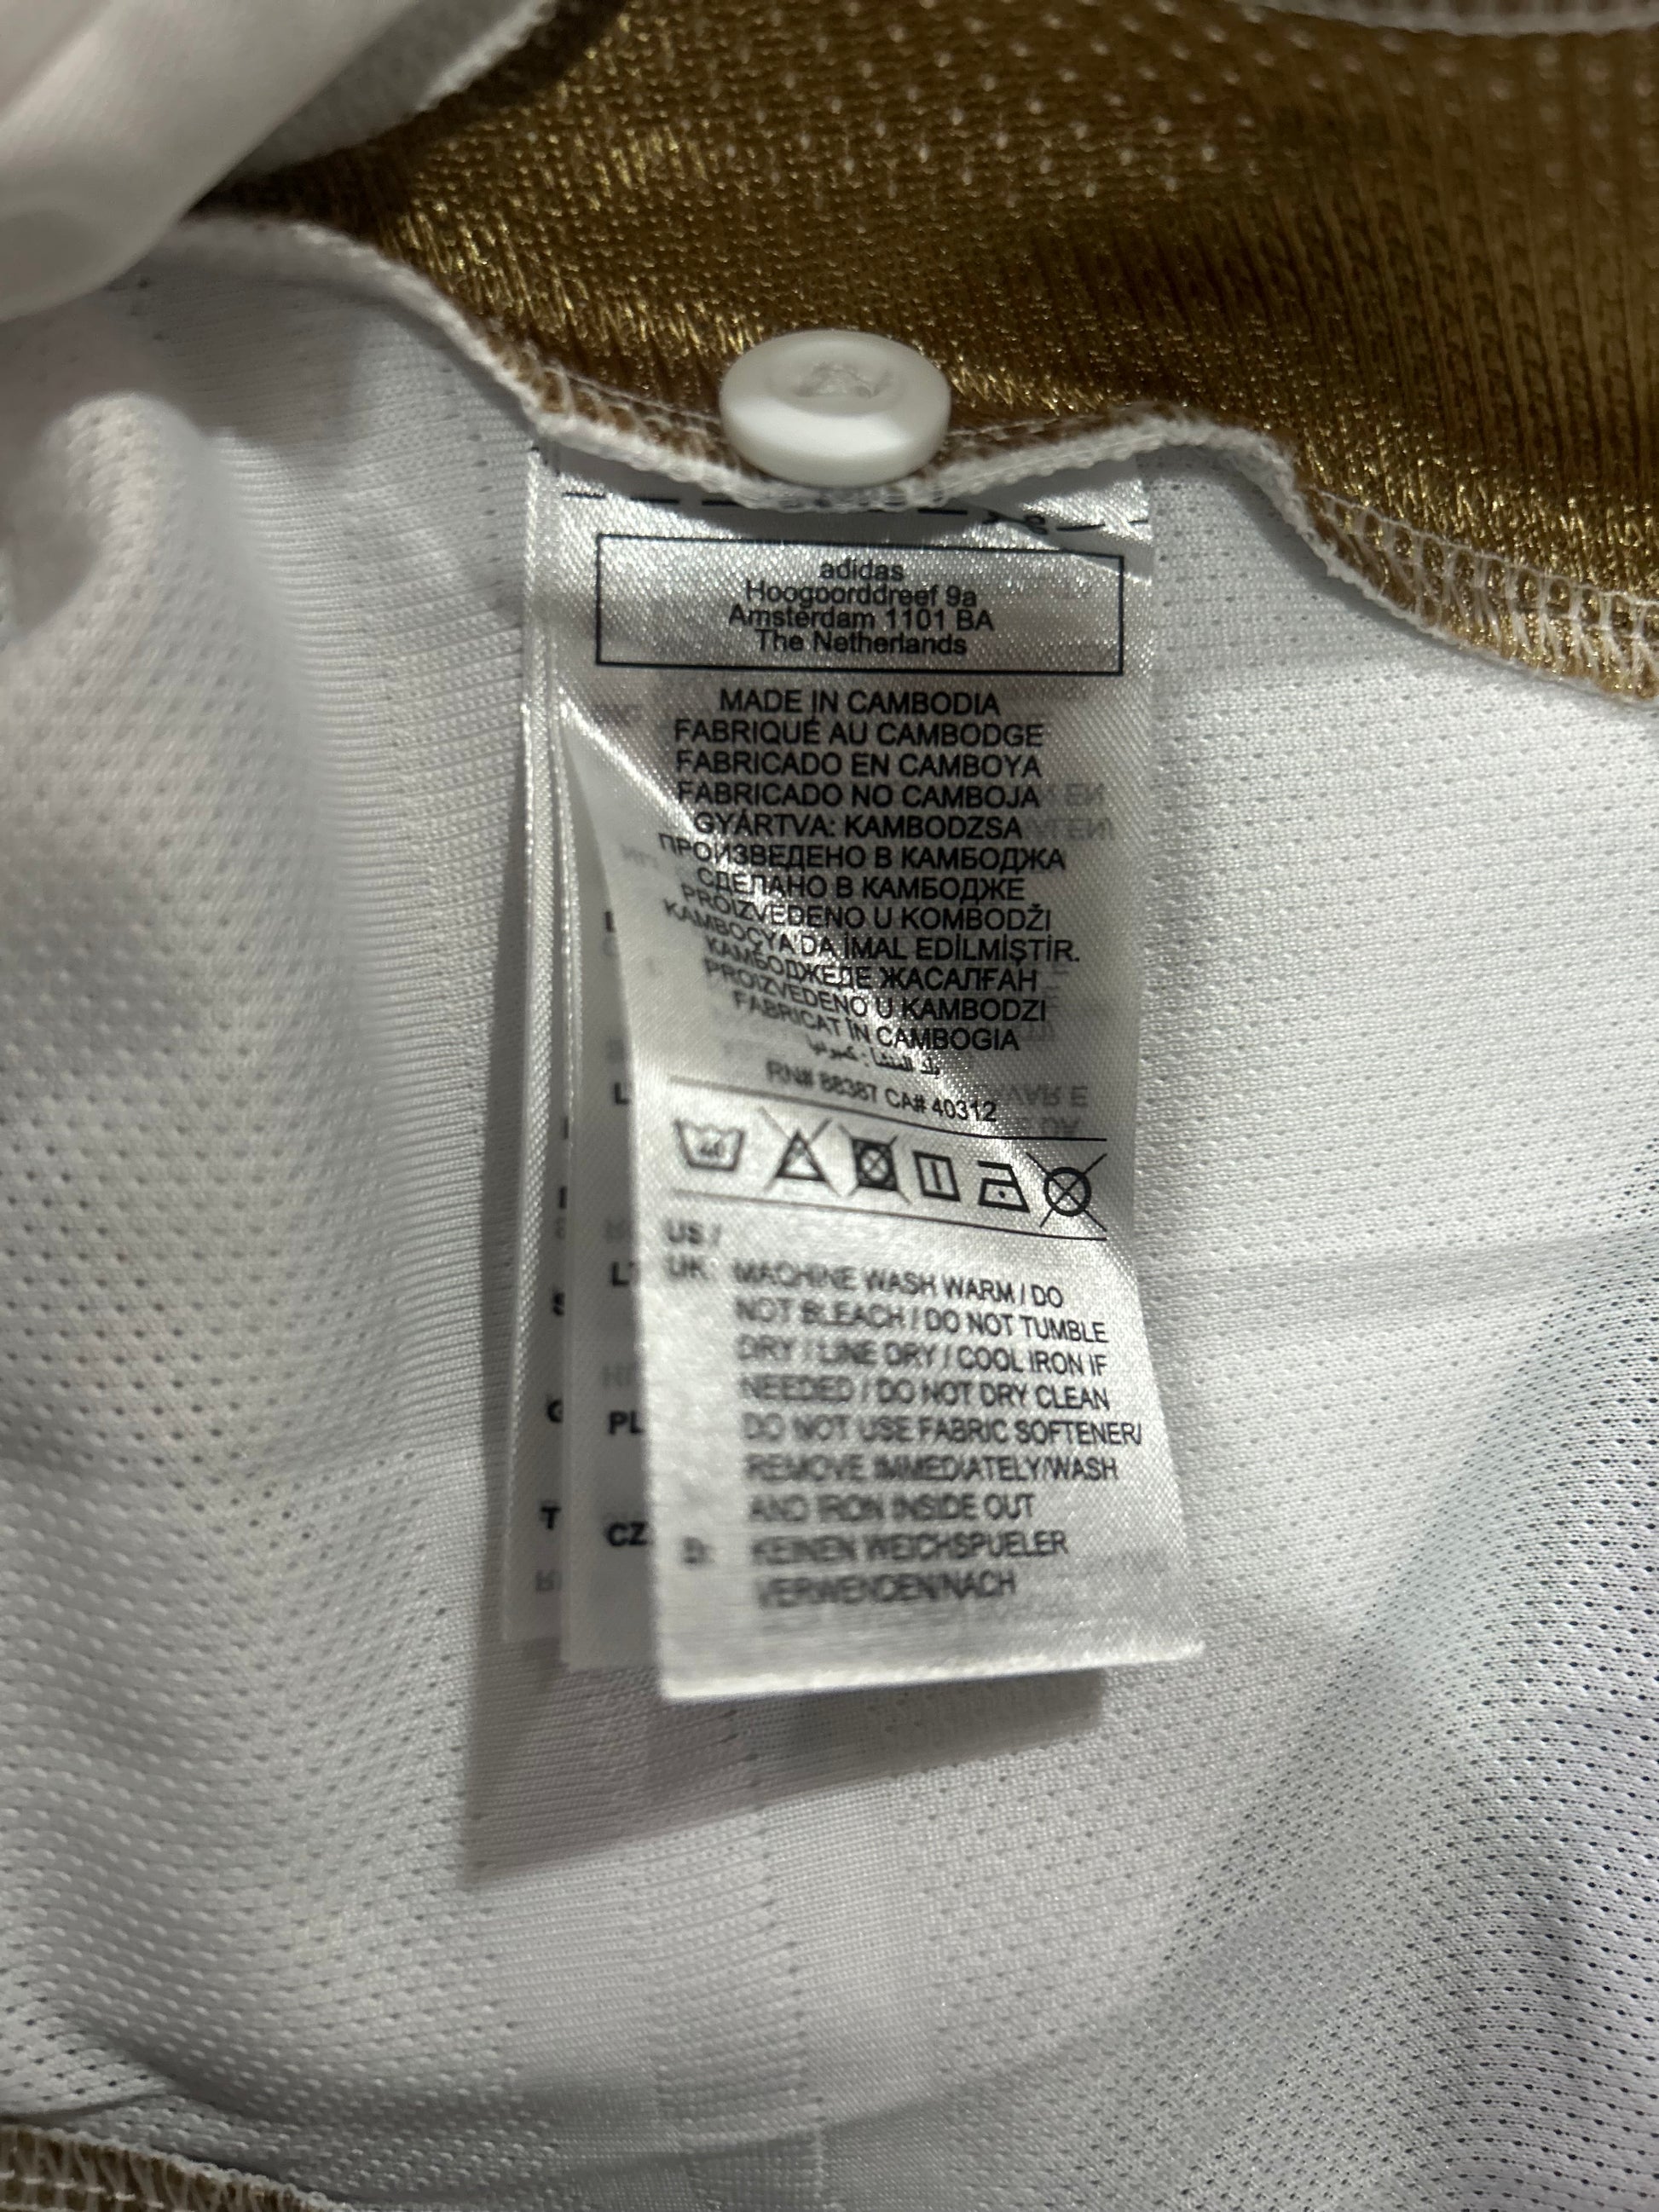 adidas
Hoogoorddreef 9a
Amsterdam 1101 BA
The Netherlands
MADE IN CAMBODIA
FABRIQUÉ AU CAMBODGE
FABRICADO EN CAMBOYA
FABRICADO NO CAMBOJA
GYÁRTVA: KAMBODZSA
ПРОИЗВЕДЕНО В КАМБОДЖА
СДЕЛАНО В КАМБОДЖЕ
PROIZVEDENO U KOMBODŽI
KAMBOÇYA DA İMAL EDİLMİŞTİR.
КАМБОДЖЕДЕ ЖАСАЛҒАН
PROIZVEDENO U KAMBODZI
FABRICAT ÎN CAMBOGIA
بلد المنشأ :
RN# 88387 CA# 40312
US /
UK: MACHINE WASH WARM / DO
NOT BLEACH / DO NOT TUMBLE
DRY / LINE DRY / COOL IRON IF
NEEDED / DO NOT DRY CLEAN
DO NOT USE FABRIC SOFTENER/
REMOVE IMMEDIATELY/WASH
AND IRON INSIDE OUT
D: KEINEN WEICHSPUELER
VERWENDEN/NACH
PL
CZ